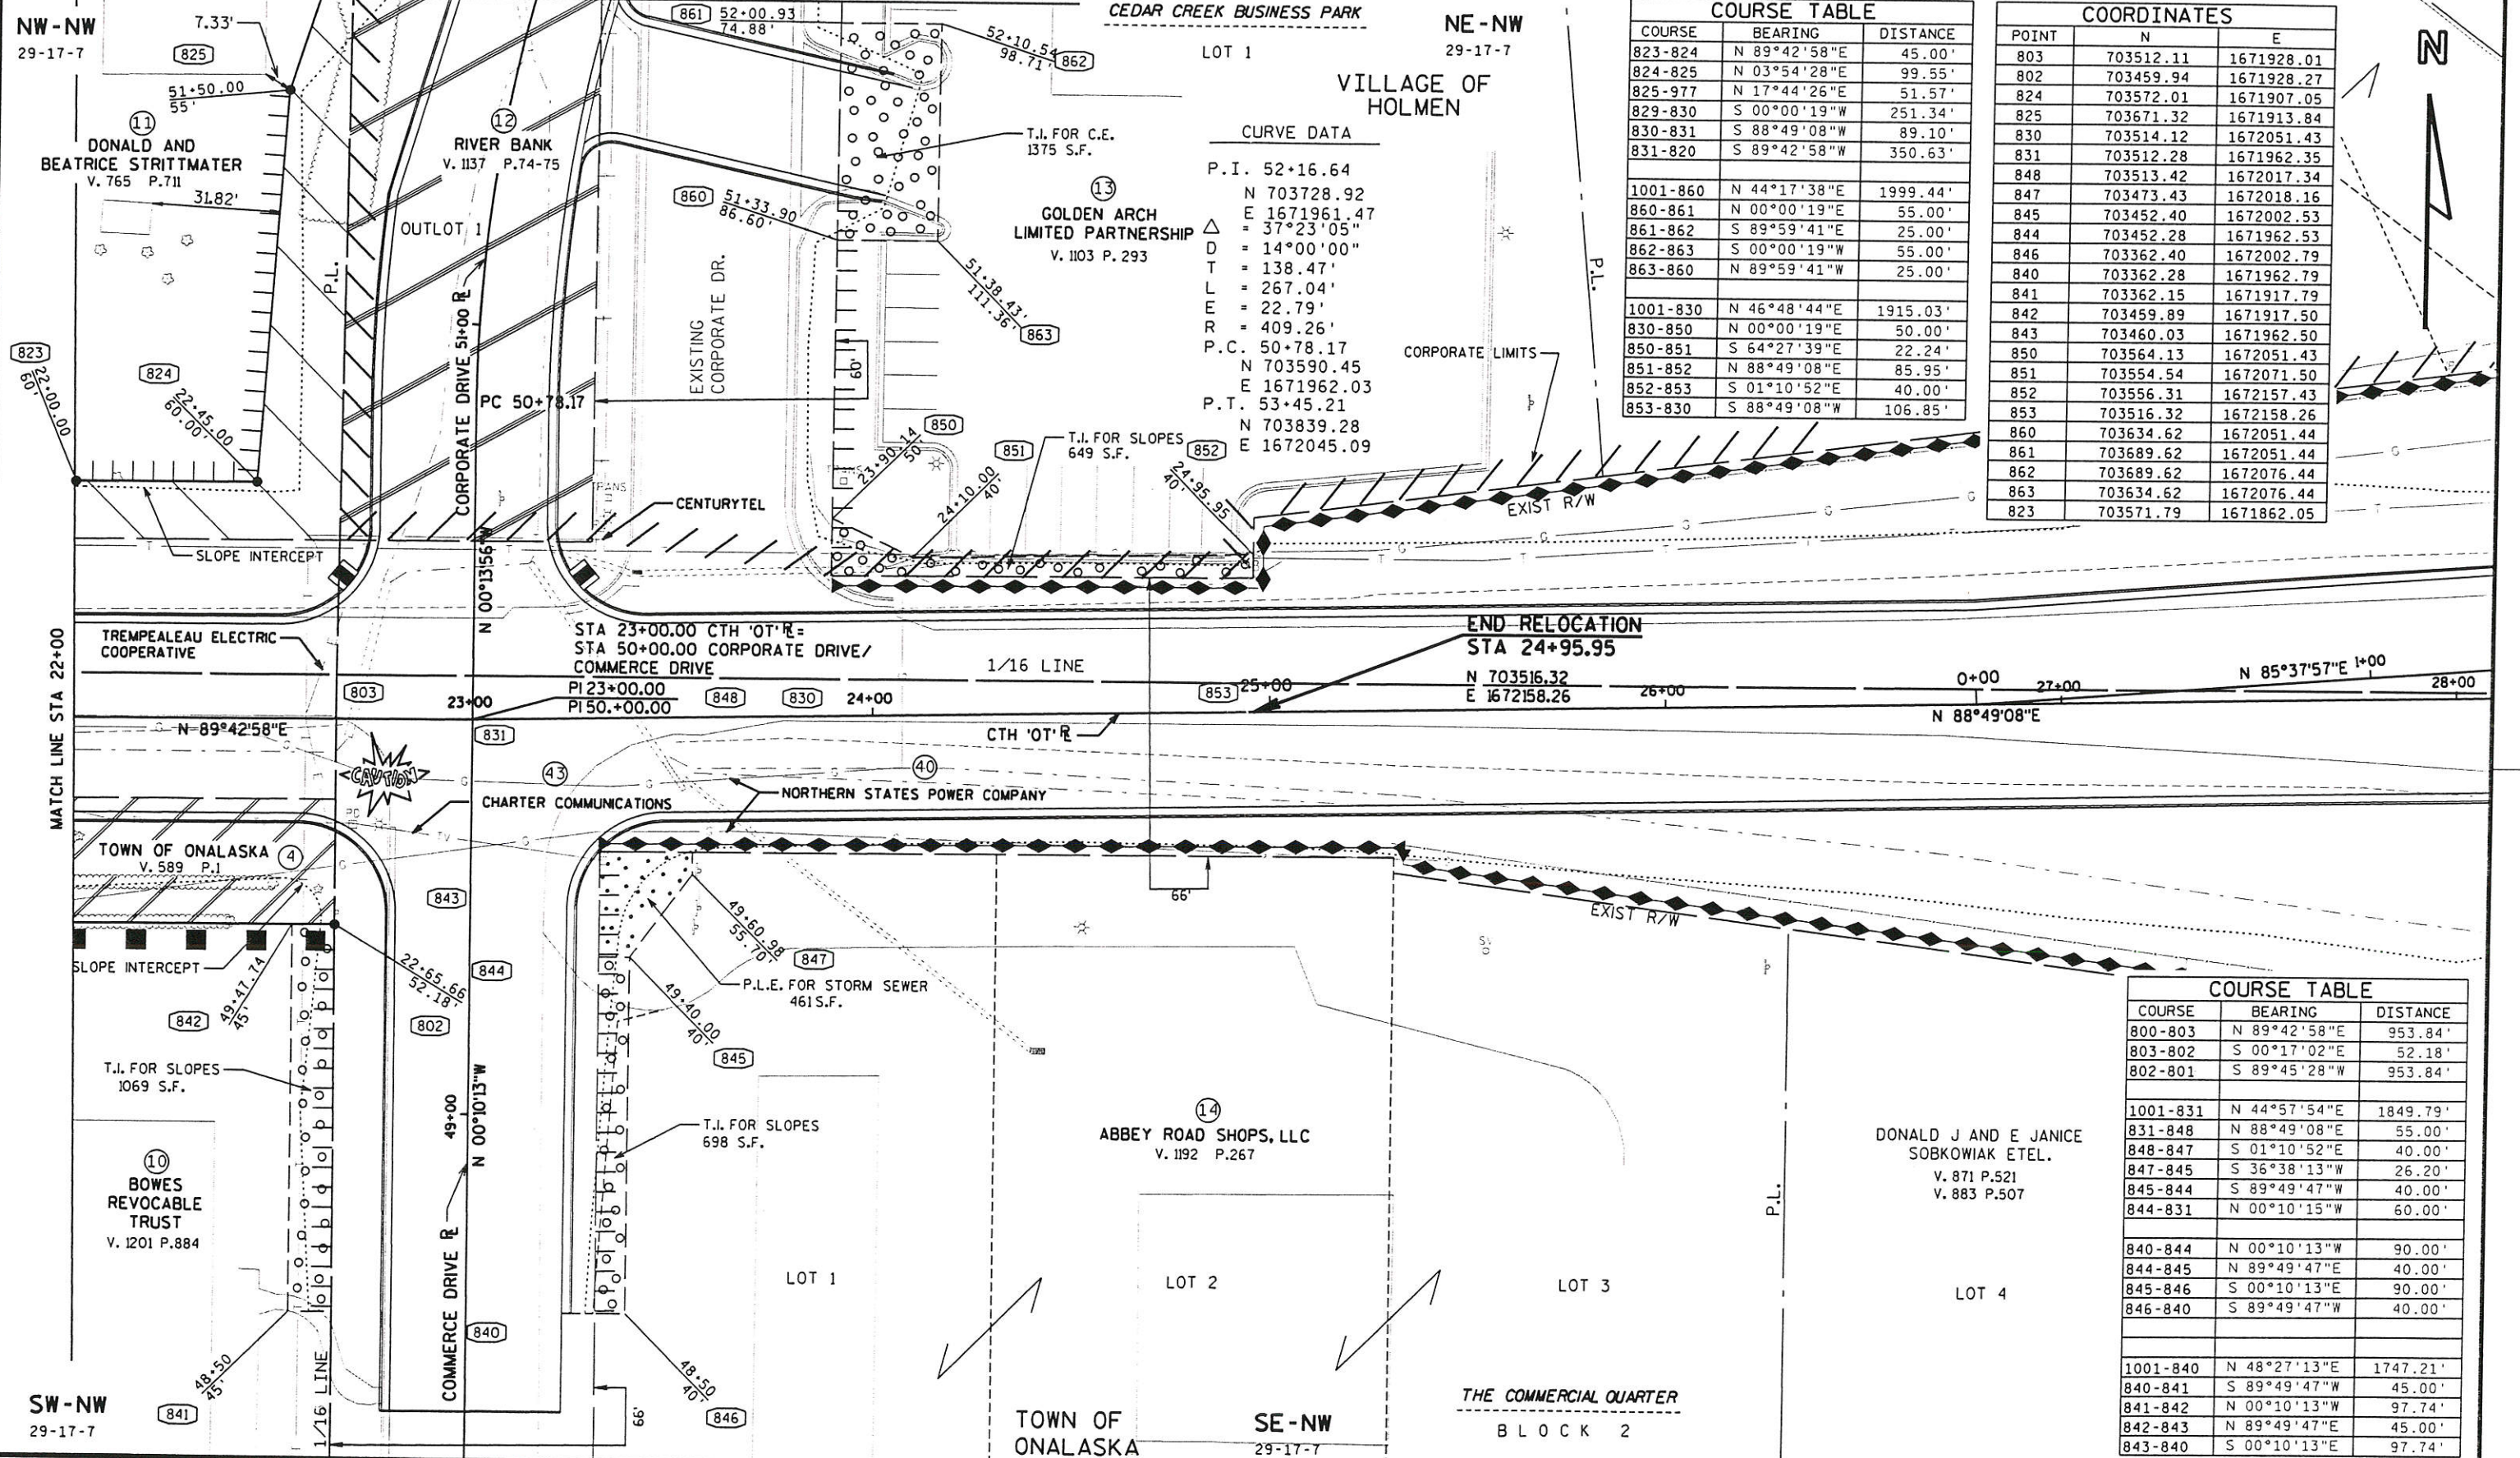 NW-NW
29-17-7
7.33'
825
51+50.00
55'
11
DONALD AND
BEATRICE STRITTMATER
V. 765 P.711
31.82'
823
22+00.00
60'
824
22+45.00
60.00'
SLOPE INTERCEPT
P.L.
OUTLOT 1
12
RIVER BANK
V. 1137 P.74-75
CORPORATE DRIVE 51+00 R
PC 50+78.17
N 00°13'56"W
EXISTING
CORPORATE DR.
861 52+00.93
74.88'
52+10.54
98.71'
862
860 51+33.90
86.60'
51+38.43'
111.36'
863
60'
T.I. FOR C.E.
1375 S.F.
13
GOLDEN ARCH
LIMITED PARTNERSHIP
V. 1103 P. 293
CEDAR CREEK BUSINESS PARK
LOT 1
NE-NW
29-17-7
VILLAGE OF
HOLMEN
CURVE DATA
P.I. 52+16.64
N 703728.92
E 1671961.47
△ = 37°23'05"
D = 14°00'00"
T = 138.47'
L = 267.04'
E = 22.79'
R = 409.26'
P.C. 50+78.17
N 703590.45
E 1671962.03
P.T. 53+45.21
N 703839.28
E 1672045.09
CORPORATE LIMITS
P.L.
23+90.14
50'
850
24+10.00
40'
851
T.I. FOR SLOPES
649 S.F.
852
24+95.95
40'
TRANS
CENTURYTEL
EXIST R/W
COURSE TABLE
COURSE BEARING DISTANCE
823-824 N 89°42'58"E 45.00'
824-825 N 03°54'28"E 99.55'
825-977 N 17°44'26"E 51.57'
829-830 S 00°00'19"W 251.34'
830-831 S 88°49'08"W 89.10'
831-820 S 89°42'58"W 350.63'
1001-860 N 44°17'38"E 1999.44'
860-861 N 00°00'19"E 55.00'
861-862 S 89°59'41"E 25.00'
862-863 S 00°00'19"W 55.00'
863-860 N 89°59'41"W 25.00'
1001-830 N 46°48'44"E 1915.03'
830-850 N 00°00'19"E 50.00'
850-851 S 64°27'39"E 22.24'
851-852 N 88°49'08"E 85.95'
852-853 S 01°10'52"E 40.00'
853-830 S 88°49'08"W 106.85'
COORDINATES
POINT N E
803 703512.11 1671928.01
802 703459.94 1671928.27
824 703572.01 1671907.05
825 703671.32 1671913.84
830 703514.12 1672051.43
831 703512.28 1671962.35
848 703513.42 1672017.34
847 703473.43 1672018.16
845 703452.40 1672002.53
844 703452.28 1671962.53
846 703362.40 1672002.79
840 703362.28 1671962.79
841 703362.15 1671917.79
842 703459.89 1671917.50
843 703460.03 1671962.50
850 703564.13 1672051.43
851 703554.54 1672071.50
852 703556.31 1672157.43
853 703516.32 1672158.26
860 703634.62 1672051.44
861 703689.62 1672051.44
862 703689.62 1672076.44
863 703634.62 1672076.44
823 703571.79 1671862.05
N
MATCH LINE STA 22+00
TREMPEALEAU ELECTRIC
COOPERATIVE
803
N 89°42'58"E
23+00
STA 23+00.00 CTH 'OT' R=
STA 50+00.00 CORPORATE DRIVE/
COMMERCE DRIVE
PI 23+00.00
PI 50.+00.00
848
830
24+00
831
1/16 LINE
853
25+00
END RELOCATION
STA 24+95.95
N 703516.32
E 1672158.26
26+00
0+00
27+00
N 85°37'57"E
1+00
28+00
N 88°49'08"E
CTH 'OT' R
CAUTION
43
40
CHARTER COMMUNICATIONS
NORTHERN STATES POWER COMPANY
TOWN OF ONALASKA 4
V. 589 P.1
SLOPE INTERCEPT
843
844
22+65.66
52.18'
802
49+47.74
45'
842
T.I. FOR SLOPES
1069 S.F.
10
BOWES
REVOCABLE
TRUST
V. 1201 P.884
48+50
45'
841
SW-NW
29-17-7
1/16 LINE
COMMERCE DRIVE R
49+00
N 00°10'13"W
840
49+60.98
55.70'
847
P.L.E. FOR STORM SEWER
461 S.F.
49+40.00
40'
845
T.I. FOR SLOPES
698 S.F.
48+50
40'
846
66'
66'
EXIST R/W
LOT 1
14
ABBEY ROAD SHOPS, LLC
V. 1192 P.267
LOT 2
LOT 3
P.L.
DONALD J AND E JANICE
SOBKOWIAK ETEL.
V. 871 P.521
V. 883 P.507
LOT 4
THE COMMERCIAL QUARTER
BLOCK 2
TOWN OF
ONALASKA
SE-NW
29-17-7
COURSE TABLE
COURSE BEARING DISTANCE
800-803 N 89°42'58"E 953.84'
803-802 S 00°17'02"E 52.18'
802-801 S 89°45'28"W 953.84'
1001-831 N 44°57'54"E 1849.79'
831-848 N 88°49'08"E 55.00'
848-847 S 01°10'52"E 40.00'
847-845 S 36°38'13"W 26.20'
845-844 S 89°49'47"W 40.00'
844-831 N 00°10'15"W 60.00'
840-844 N 00°10'13"W 90.00'
844-845 N 89°49'47"E 40.00'
845-846 S 00°10'13"E 90.00'
846-840 S 89°49'47"W 40.00'
1001-840 N 48°27'13"E 1747.21'
840-841 S 89°49'47"W 45.00'
841-842 N 00°10'13"W 97.74'
842-843 N 89°49'47"E 45.00'
843-840 S 00°10'13"E 97.74'